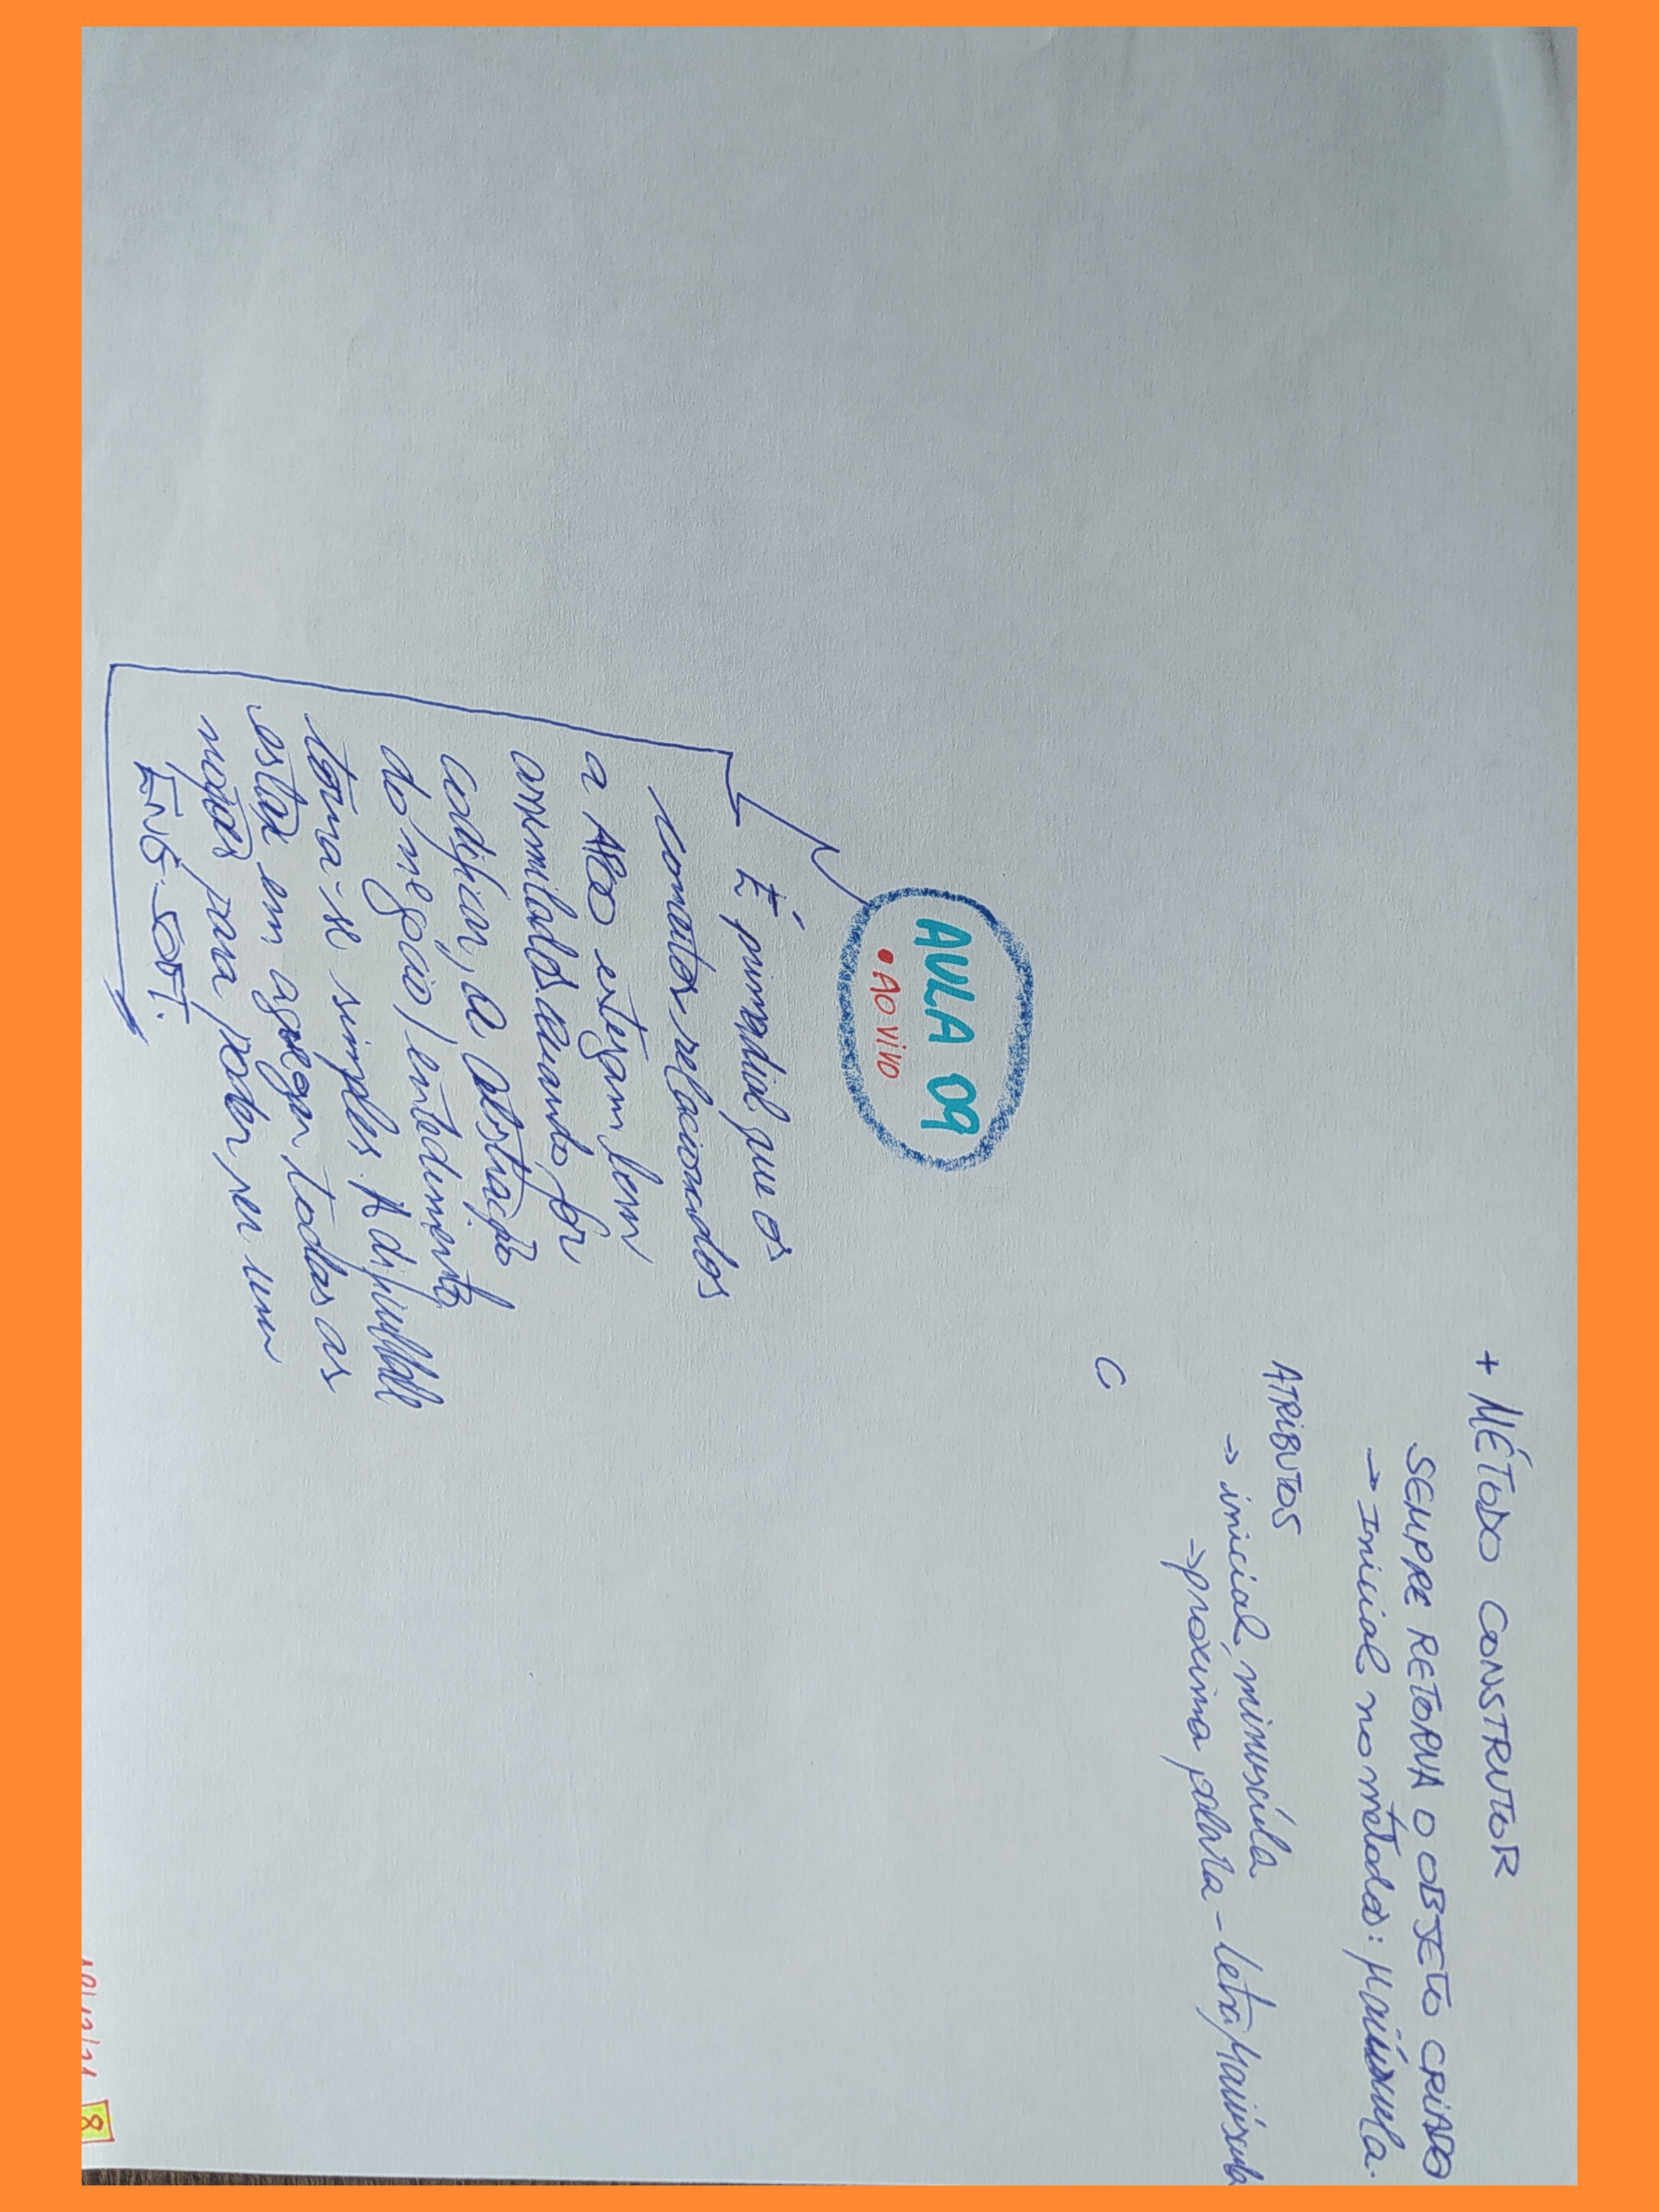 + MÉTODO CONSTRUTOR
SEMPRE RETORNA O OBJETO CRIADO
→ Inicial no método: Maiúscula.
ATRIBUTOS
→ inicial minuscúla
→ próxima palavra - letra Maiúscula
C
AULA 09
• AO VIVO
É primordial que os
conceitos relacionados
a APOO estejam bem
assimilados. Quando for
codificar, a abstração
do negócio / entedimento
torna-se simples. A dificuldade
estar em agregar todas as
noções para poder ser um
ENG. SOFT.
8